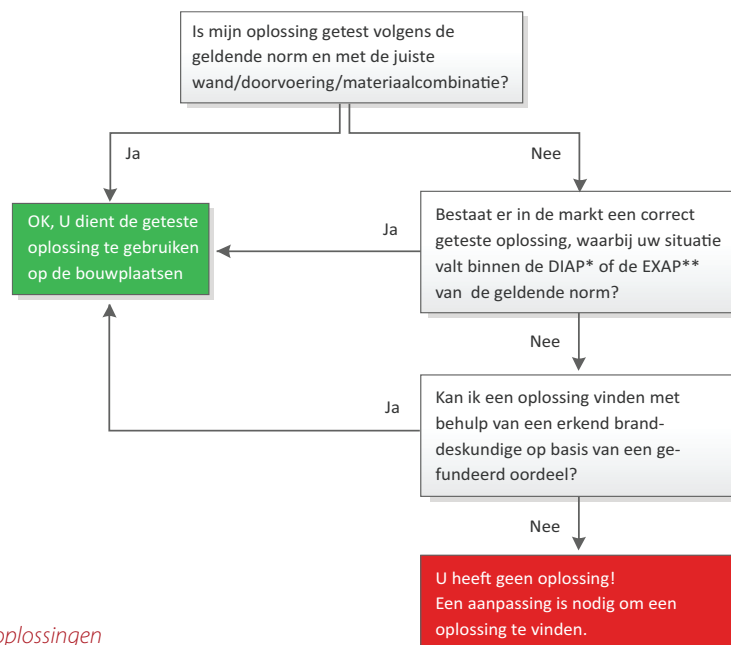 Is mijn oplossing getest volgens de
geldende norm en met de juiste
wand/doorvoering/materiaalcombinatie?
Ja
Nee
OK, U dient de geteste
oplossing te gebruiken
op de bouwplaatsen
Ja
Bestaat er in de markt een correct
geteste oplossing, waarbij uw situatie
valt binnen de DIAP* of de EXAP**
van de geldende norm?
Nee
Ja
Kan ik een oplossing vinden met
behulp van een erkend brand-
deskundige op basis van een ge-
fundeerd oordeel?
Nee
U heeft geen oplossing!
Een aanpassing is nodig om een
oplossing te vinden.
oplossingen